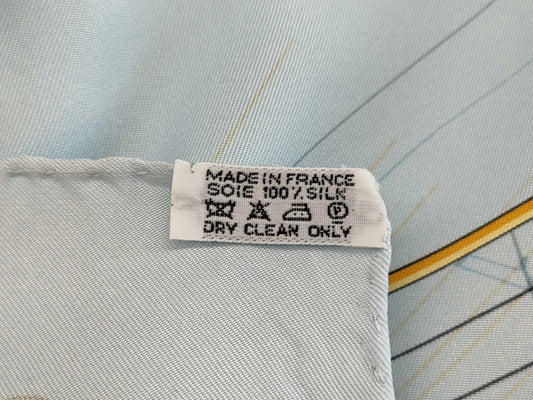 MADE IN FRANCE
SOIE 100% SILK
P
DRY CLEAN ONLY